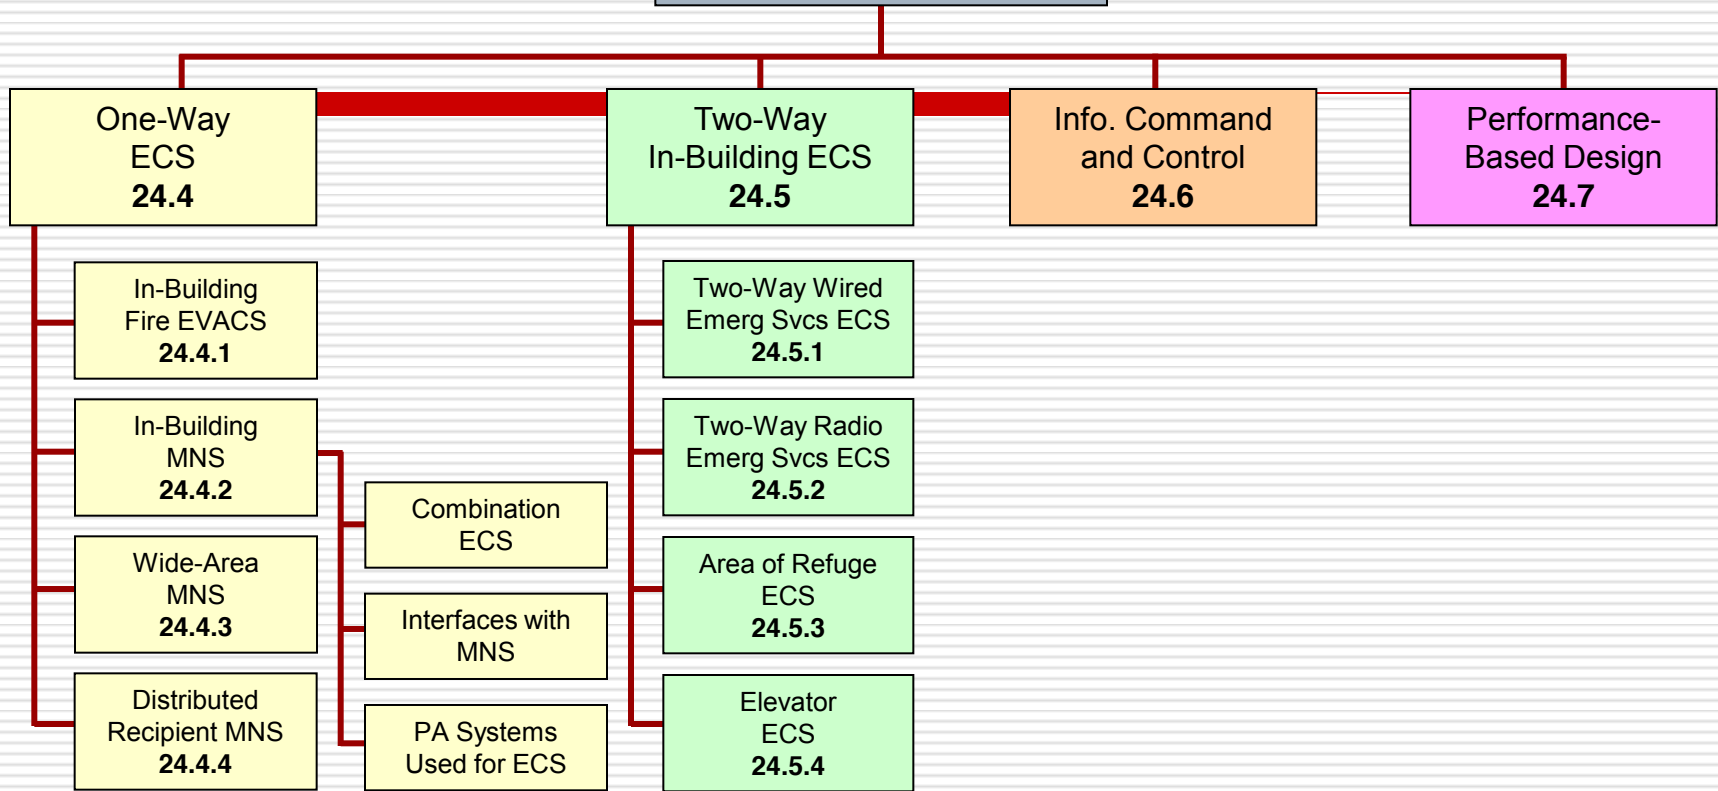 One-Way
ECS
24.4
Two-Way
In-Building ECS
24.5
Info. Command
and Control
24.6
Performance-
Based Design
24.7
In-Building
Fire EVACS
24.4.1
In-Building
MNS
24.4.2
Wide-Area
MNS
24.4.3
Distributed
Recipient MNS
24.4.4
Combination
ECS
Interfaces with
MNS
PA Systems
Used for ECS
Two-Way Wired
Emerg Svcs ECS
24.5.1
Two-Way Radio
Emerg Svcs ECS
24.5.2
Area of Refuge
ECS
24.5.3
Elevator
ECS
24.5.4